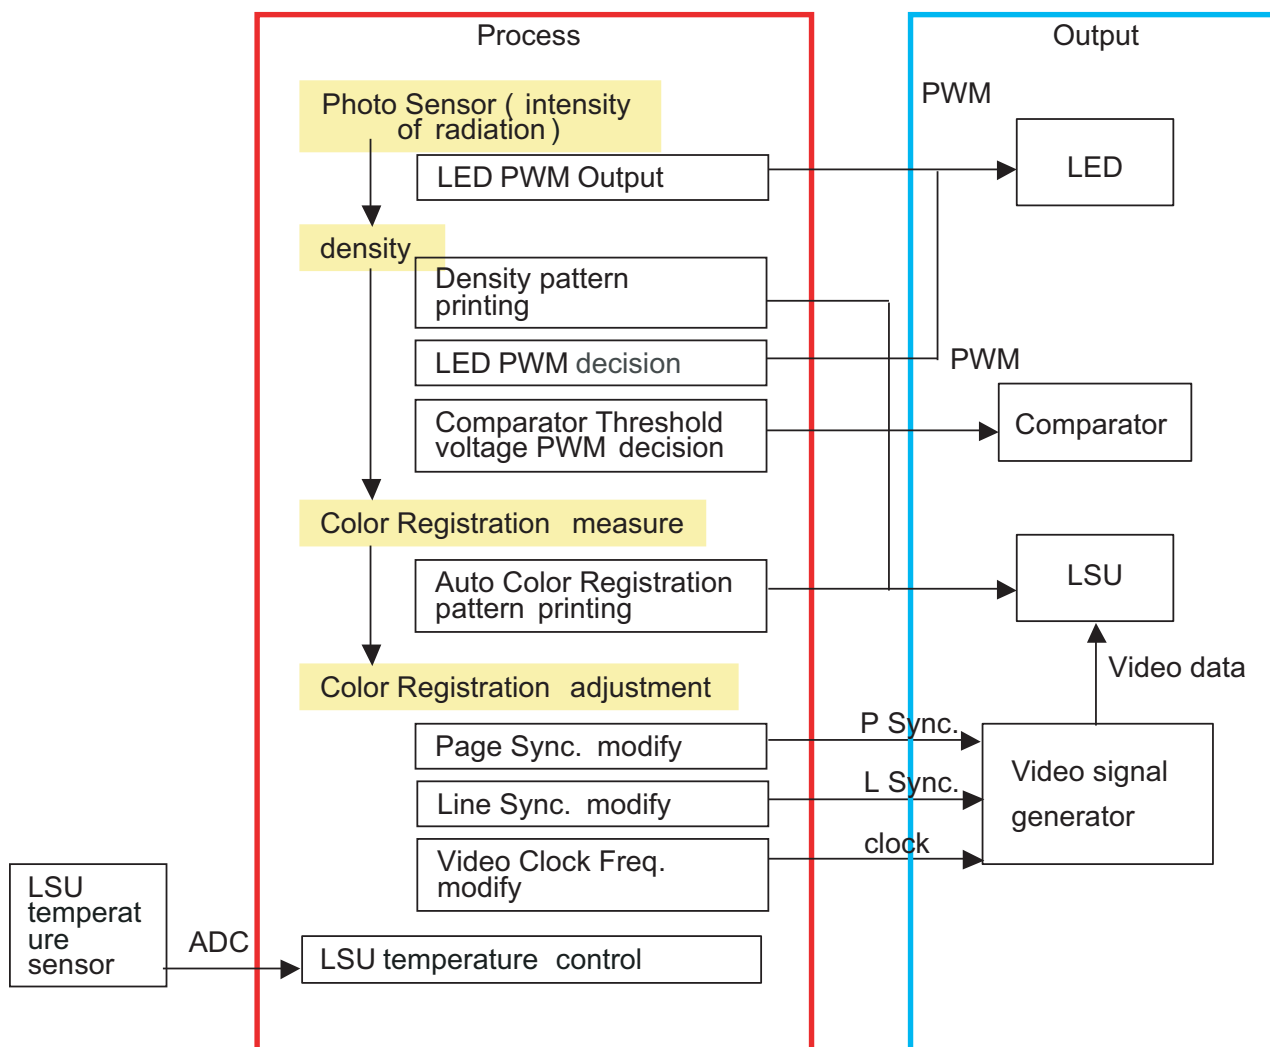 Process
Output
Photo Sensor ( intensity
of radiation )
PWM
LED PWM Output
LED
density
Density pattern
printing
LED PWM decision
PWM
Comparator Threshold
voltage PWM decision
Comparator
Color Registration measure
Auto Color Registration
pattern printing
LSU
Color Registration adjustment
Video data
Page Sync. modify
P Sync.
Video signal
generator
Line Sync. modify
L Sync.
Video Clock Freq.
modify
clock
LSU
temperat
ure
sensor
ADC
LSU temperature control